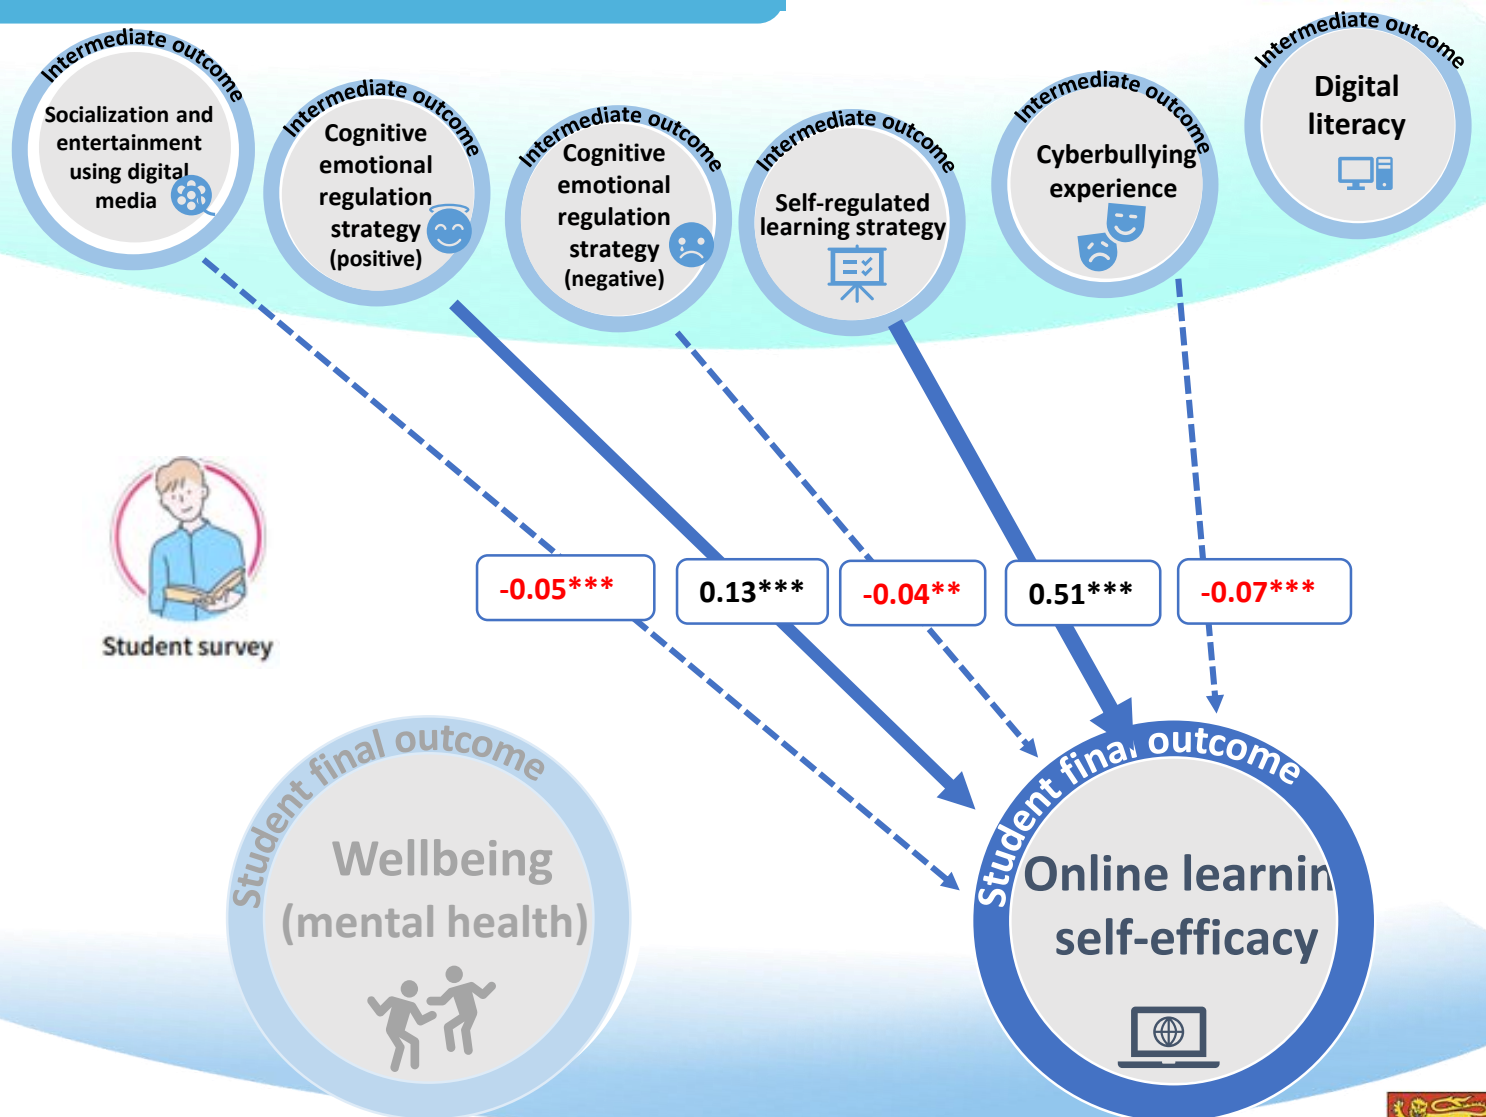 Intermediate outcome
Socialization and
entertainment
using digital
media
Intermediate outcome
Cognitive
emotional
regulation
strategy
(positive)
Intermediate outcome
Cognitive
emotional
regulation
strategy
(negative)
Intermediate outcome
Self-regulated
learning strategy
Intermediate outcome
Cyberbullying
experience
Intermediate outcome
Digital
literacy
-0.05***
0.13***
-0.04**
0.51***
-0.07***
Student survey
Student final outcome
Wellbeing
(mental health)
Student final outcome
Online learnin
self-efficacy